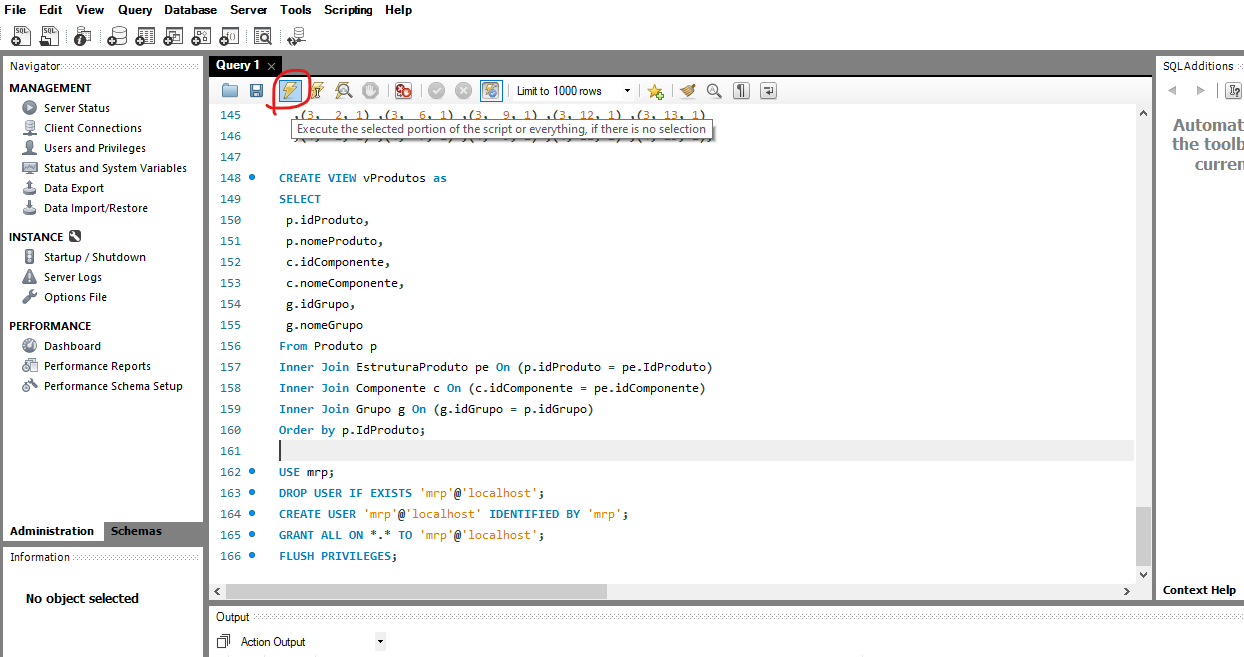 File Edit View Query Database Server Tools Scripting Help
Navigator
MANAGEMENT
Server Status
Client Connections
Users and Privileges
Status and System Variables
Data Export
Data Import/Restore
INSTANCE
Startup / Shutdown
Server Logs
Options File
PERFORMANCE
Dashboard
Performance Reports
Performance Schema Setup
Administration Schemas
Information
No object selected
Query 1
Limit to 1000 rows
145 ,(3, 2, 1) ,(3, 6, 1) ,(3, 9, 1) ,(3, 12, 1) ,(3, 13, 1)
Execute the selected portion of the script or everything, if there is no selection
146
147
148 CREATE VIEW vProdutos as
149 SELECT
150 p.idProduto,
151 p.nomeProduto,
152 c.idComponente,
153 c.nomeComponente,
154 g.idGrupo,
155 g.nomeGrupo
156 From Produto p
157 Inner Join EstruturaProduto pe On (p.idProduto = pe.IdProduto)
158 Inner Join Componente c On (c.idComponente = pe.idComponente)
159 Inner Join Grupo g On (g.idGrupo = p.idGrupo)
160 Order by p.IdProduto;
161
162 USE mrp;
163 DROP USER IF EXISTS 'mrp'@'localhost';
164 CREATE USER 'mrp'@'localhost' IDENTIFIED BY 'mrp';
165 GRANT ALL ON *.* TO 'mrp'@'localhost';
166 FLUSH PRIVILEGES;
Output
Action Output
SQLAdditions
Automat
the toolb
curren
Context Help